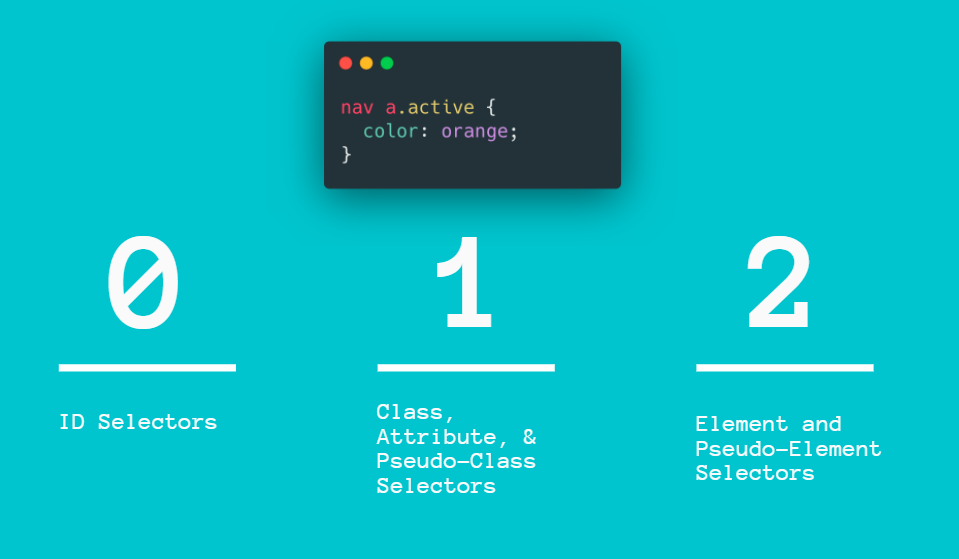 nav a.active {
  color: orange;
}
0
1
2
ID Selectors
Class,
Attribute, &
Pseudo-Class
Selectors
Element and
Pseudo-Element
Selectors